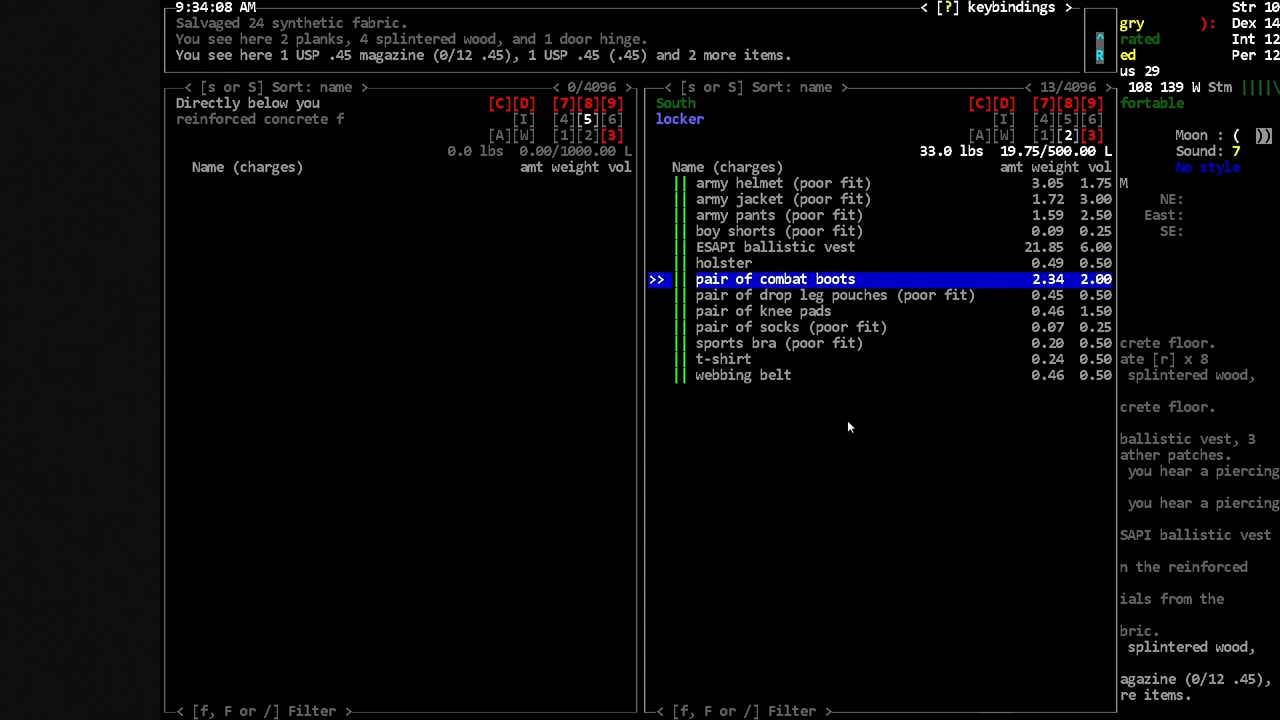 9:34:08 AM
< [?] keybindings >
Salvaged 24 synthetic fabric.
You see here 2 planks, 4 splintered wood, and 1 door hinge.
You see here 1 USP .45 magazine (0/12 .45), 1 USP .45 (.45) and 2 more items.
^
R
Str 10
gry ): Dex 14
rated Int 12
ed Per 12
us 29
108 139 W Stm ||||\
fortable
Moon : ( ))
Sound: 7
No style
M
NE:
East:
SE:
< [s or S] Sort: name > < 0/4096 >
Directly below you [C][D] [7][8][9]
reinforced concrete f [I] [4][5][6]
[A][W] [1][2][3]
0.0 lbs 0.00/1000.00 L
Name (charges) amt weight vol
< [f, F or /] Filter >
< [s or S] Sort: name > < 13/4096 >
South [C][D] [7][8][9]
locker [I] [4][5][6]
[A][W] [1][2][3]
33.0 lbs 19.75/500.00 L
Name (charges) amt weight vol
|| army helmet (poor fit) 3.05 1.75
|| army jacket (poor fit) 1.72 3.00
|| army pants (poor fit) 1.59 2.50
|| boy shorts (poor fit) 0.09 0.25
|| ESAPI ballistic vest 21.85 6.00
|| holster 0.49 0.50
>> || pair of combat boots 2.34 2.00
|| pair of drop leg pouches (poor fit) 0.45 0.50
|| pair of knee pads 0.46 1.50
|| pair of socks (poor fit) 0.07 0.25
|| sports bra (poor fit) 0.20 0.50
|| t-shirt 0.24 0.50
|| webbing belt 0.46 0.50
< [f, F or /] Filter >
crete floor.
ate [r] x 8
splintered wood,
crete floor.
ballistic vest, 3
ather patches.
you hear a piercing
you hear a piercing
SAPI ballistic vest
n the reinforced
ials from the
bric.
splintered wood,
agazine (0/12 .45),
re items.